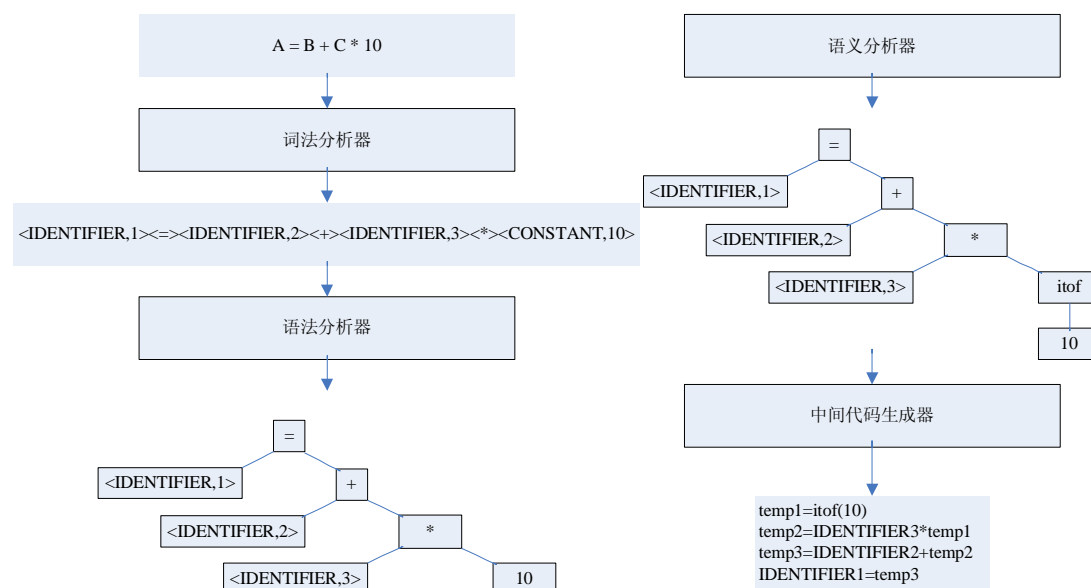 A = B + C * 10
词法分析器
<IDENTIFIER,1><=><IDENTIFIER,2><+><IDENTIFIER,3><*><CONSTANT,10>
语法分析器
=
<IDENTIFIER,1>
+
<IDENTIFIER,2>
*
<IDENTIFIER,3>
10
语义分析器
=
<IDENTIFIER,1>
+
<IDENTIFIER,2>
*
<IDENTIFIER,3>
itof
10
中间代码生成器
temp1=itof(10)
temp2=IDENTIFIER3*temp1
temp3=IDENTIFIER2+temp2
IDENTIFIER1=temp3